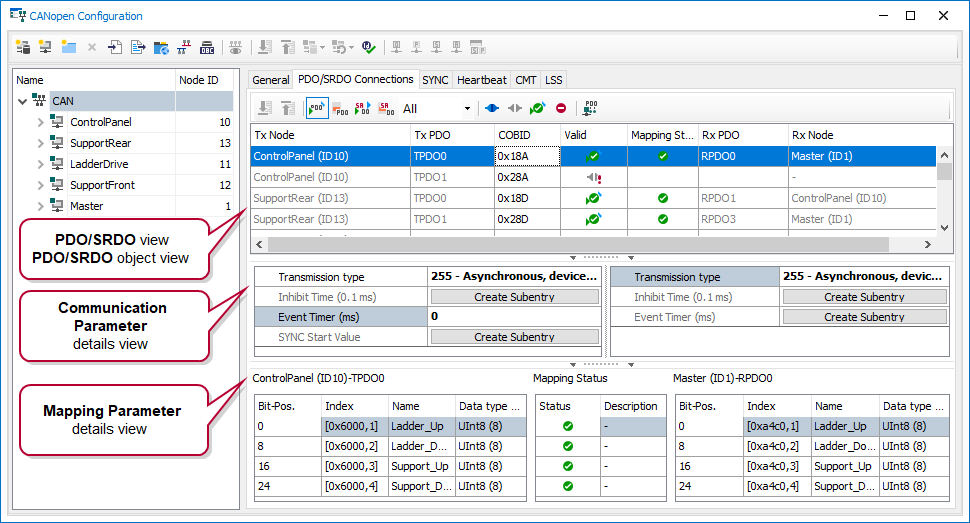 CANopen Configuration
ABC
Name Node ID
CAN
ControlPanel 10
SupportRear 13
LadderDrive 11
SupportFront 12
Master 1
General PDO/SRDO Connections SYNC Heartbeat CMT LSS
PDO PDO SR DO SR DO All PDO
Tx Node Tx PDO COBID Valid Mapping St... Rx PDO Rx Node
ControlPanel (ID10) TPDO0 0x18A RPDO0 Master (ID1)
ControlPanel (ID10) TPDO1 0x28A -
SupportRear (ID13) TPDO0 0x18D RPDO1 ControlPanel (ID10)
SupportRear (ID13) TPDO1 0x28D RPDO3 Master (ID1)
PDO/SRDO view
PDO/SRDO object view
Transmission type 255 - Asynchronous, device... Transmission type 255 - Asynchronous, devic...
Inhibit Time (0.1 ms) Create Subentry Inhibit Time (0.1 ms) Create Subentry
Event Timer (ms) 0 Event Timer (ms) Create Subentry
SYNC Start Value Create Subentry
Communication
Parameter
details view
ControlPanel (ID10)-TPDO0 Mapping Status Master (ID1)-RPDO0
Bit-Pos. Index Name Data type ... Status Description Bit-Pos. Index Name Data type ...
0 [0x6000,1] Ladder_Up UInt8 (8) - 0 [0xa4c0,1] Ladder_Up UInt8 (8)
8 [0x6000,2] Ladder_Do... UInt8 (8) - 8 [0xa4c0,2] Ladder_Do... UInt8 (8)
16 [0x6000,3] Support_Up UInt8 (8) - 16 [0xa4c0,3] Support_Up UInt8 (8)
24 [0x6000,4] Support_D... UInt8 (8) - 24 [0xa4c0,4] Support_D... UInt8 (8)
Mapping Parameter
details view